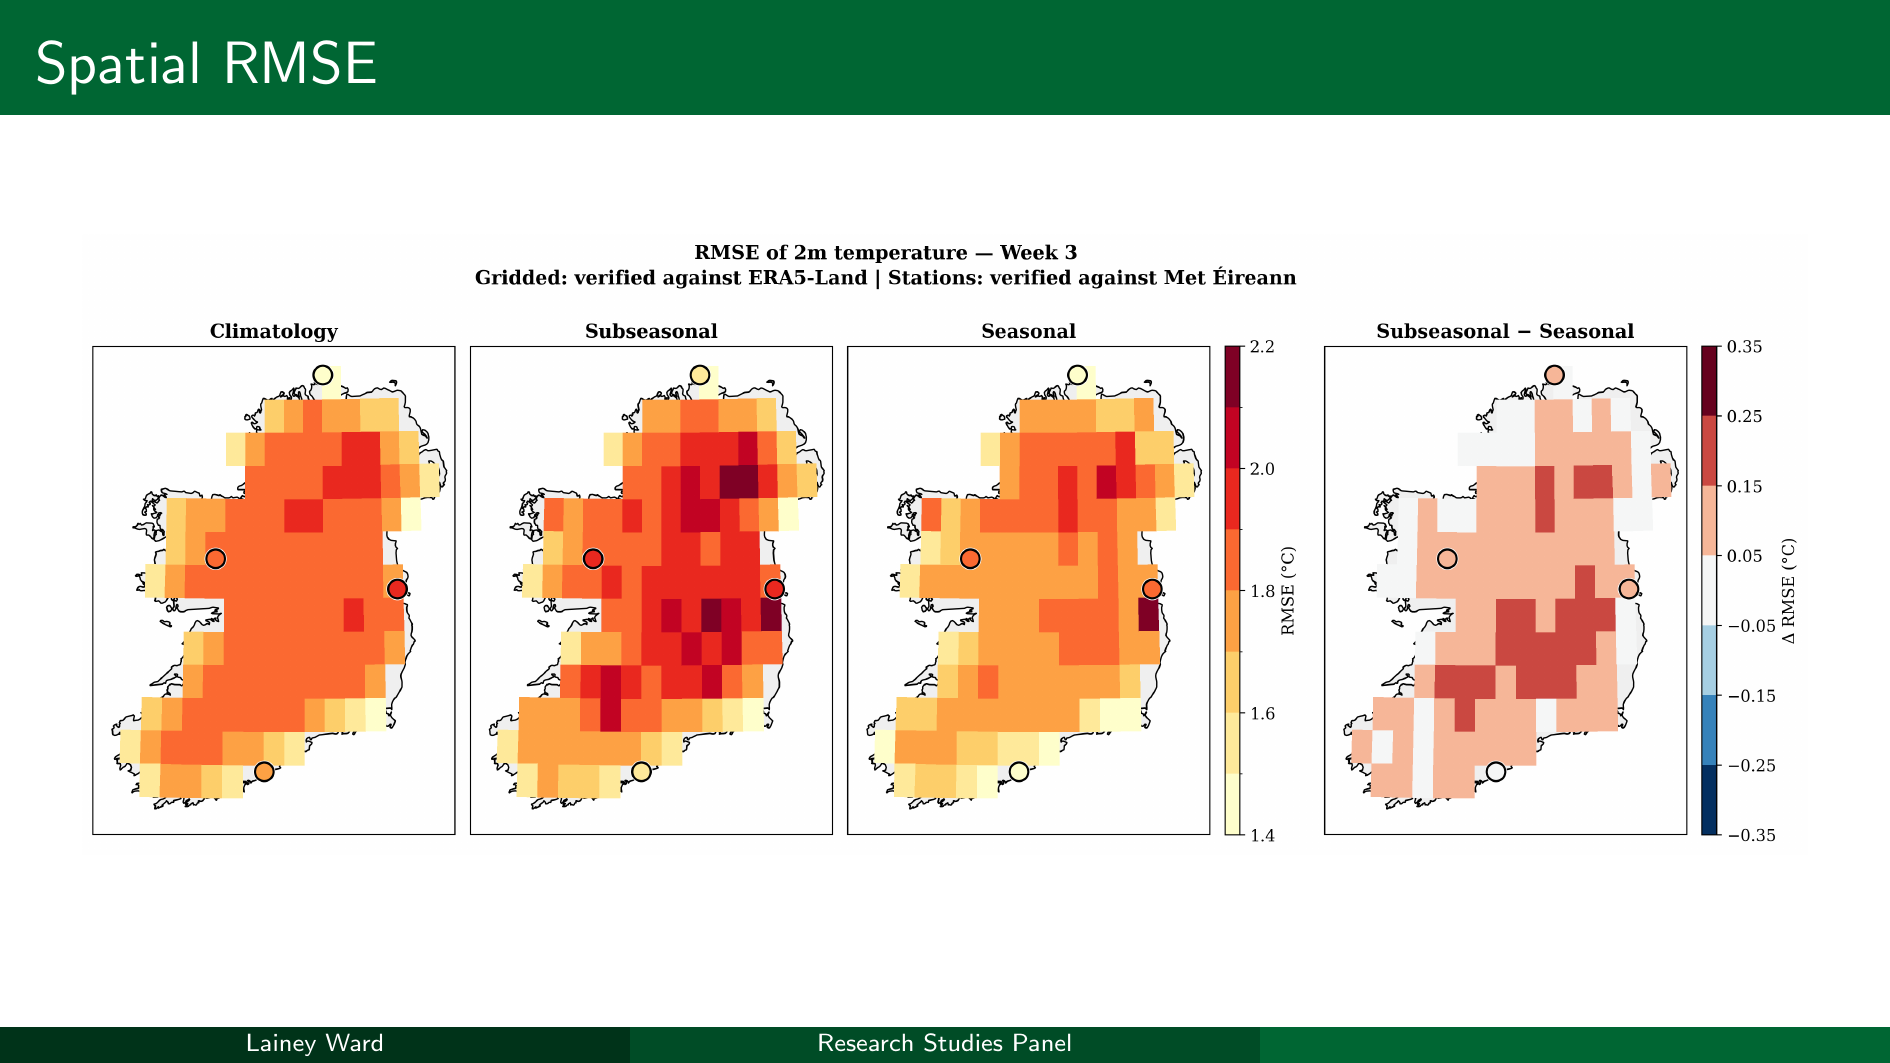 Spatial RMSE
RMSE of 2m temperature — Week 3
Gridded: verified against ERA5-Land | Stations: verified against Met Éireann
Climatology
Subseasonal
Seasonal
Subseasonal − Seasonal
2.2
2.0
1.8
1.6
1.4
RMSE (°C)
0.35
0.25
0.15
0.05
−0.05
−0.15
−0.25
−0.35
Δ RMSE (°C)
Lainey Ward
Research Studies Panel